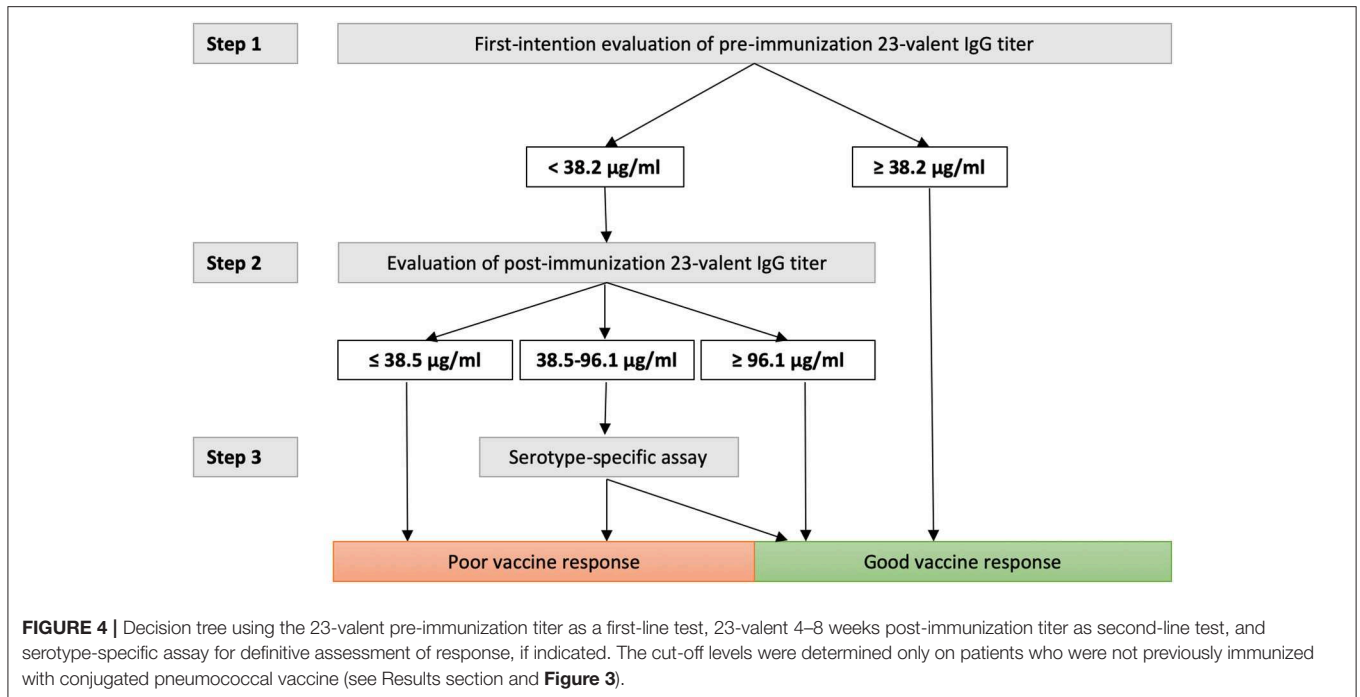 Step 1
First-intention evaluation of pre-immunization 23-valent IgG titer
< 38.2 µg/ml
≥ 38.2 µg/ml
Step 2
Evaluation of post-immunization 23-valent IgG titer
≤ 38.5 µg/ml
38.5-96.1 µg/ml
≥ 96.1 µg/ml
Step 3
Serotype-specific assay
Poor vaccine response
Good vaccine response
FIGURE 4 | Decision tree using the 23-valent pre-immunization titer as a first-line test, 23-valent 4–8 weeks post-immunization titer as second-line test, and
serotype-specific assay for definitive assessment of response, if indicated. The cut-off levels were determined only on patients who were not previously immunized
with conjugated pneumococcal vaccine (see Results section and Figure 3).